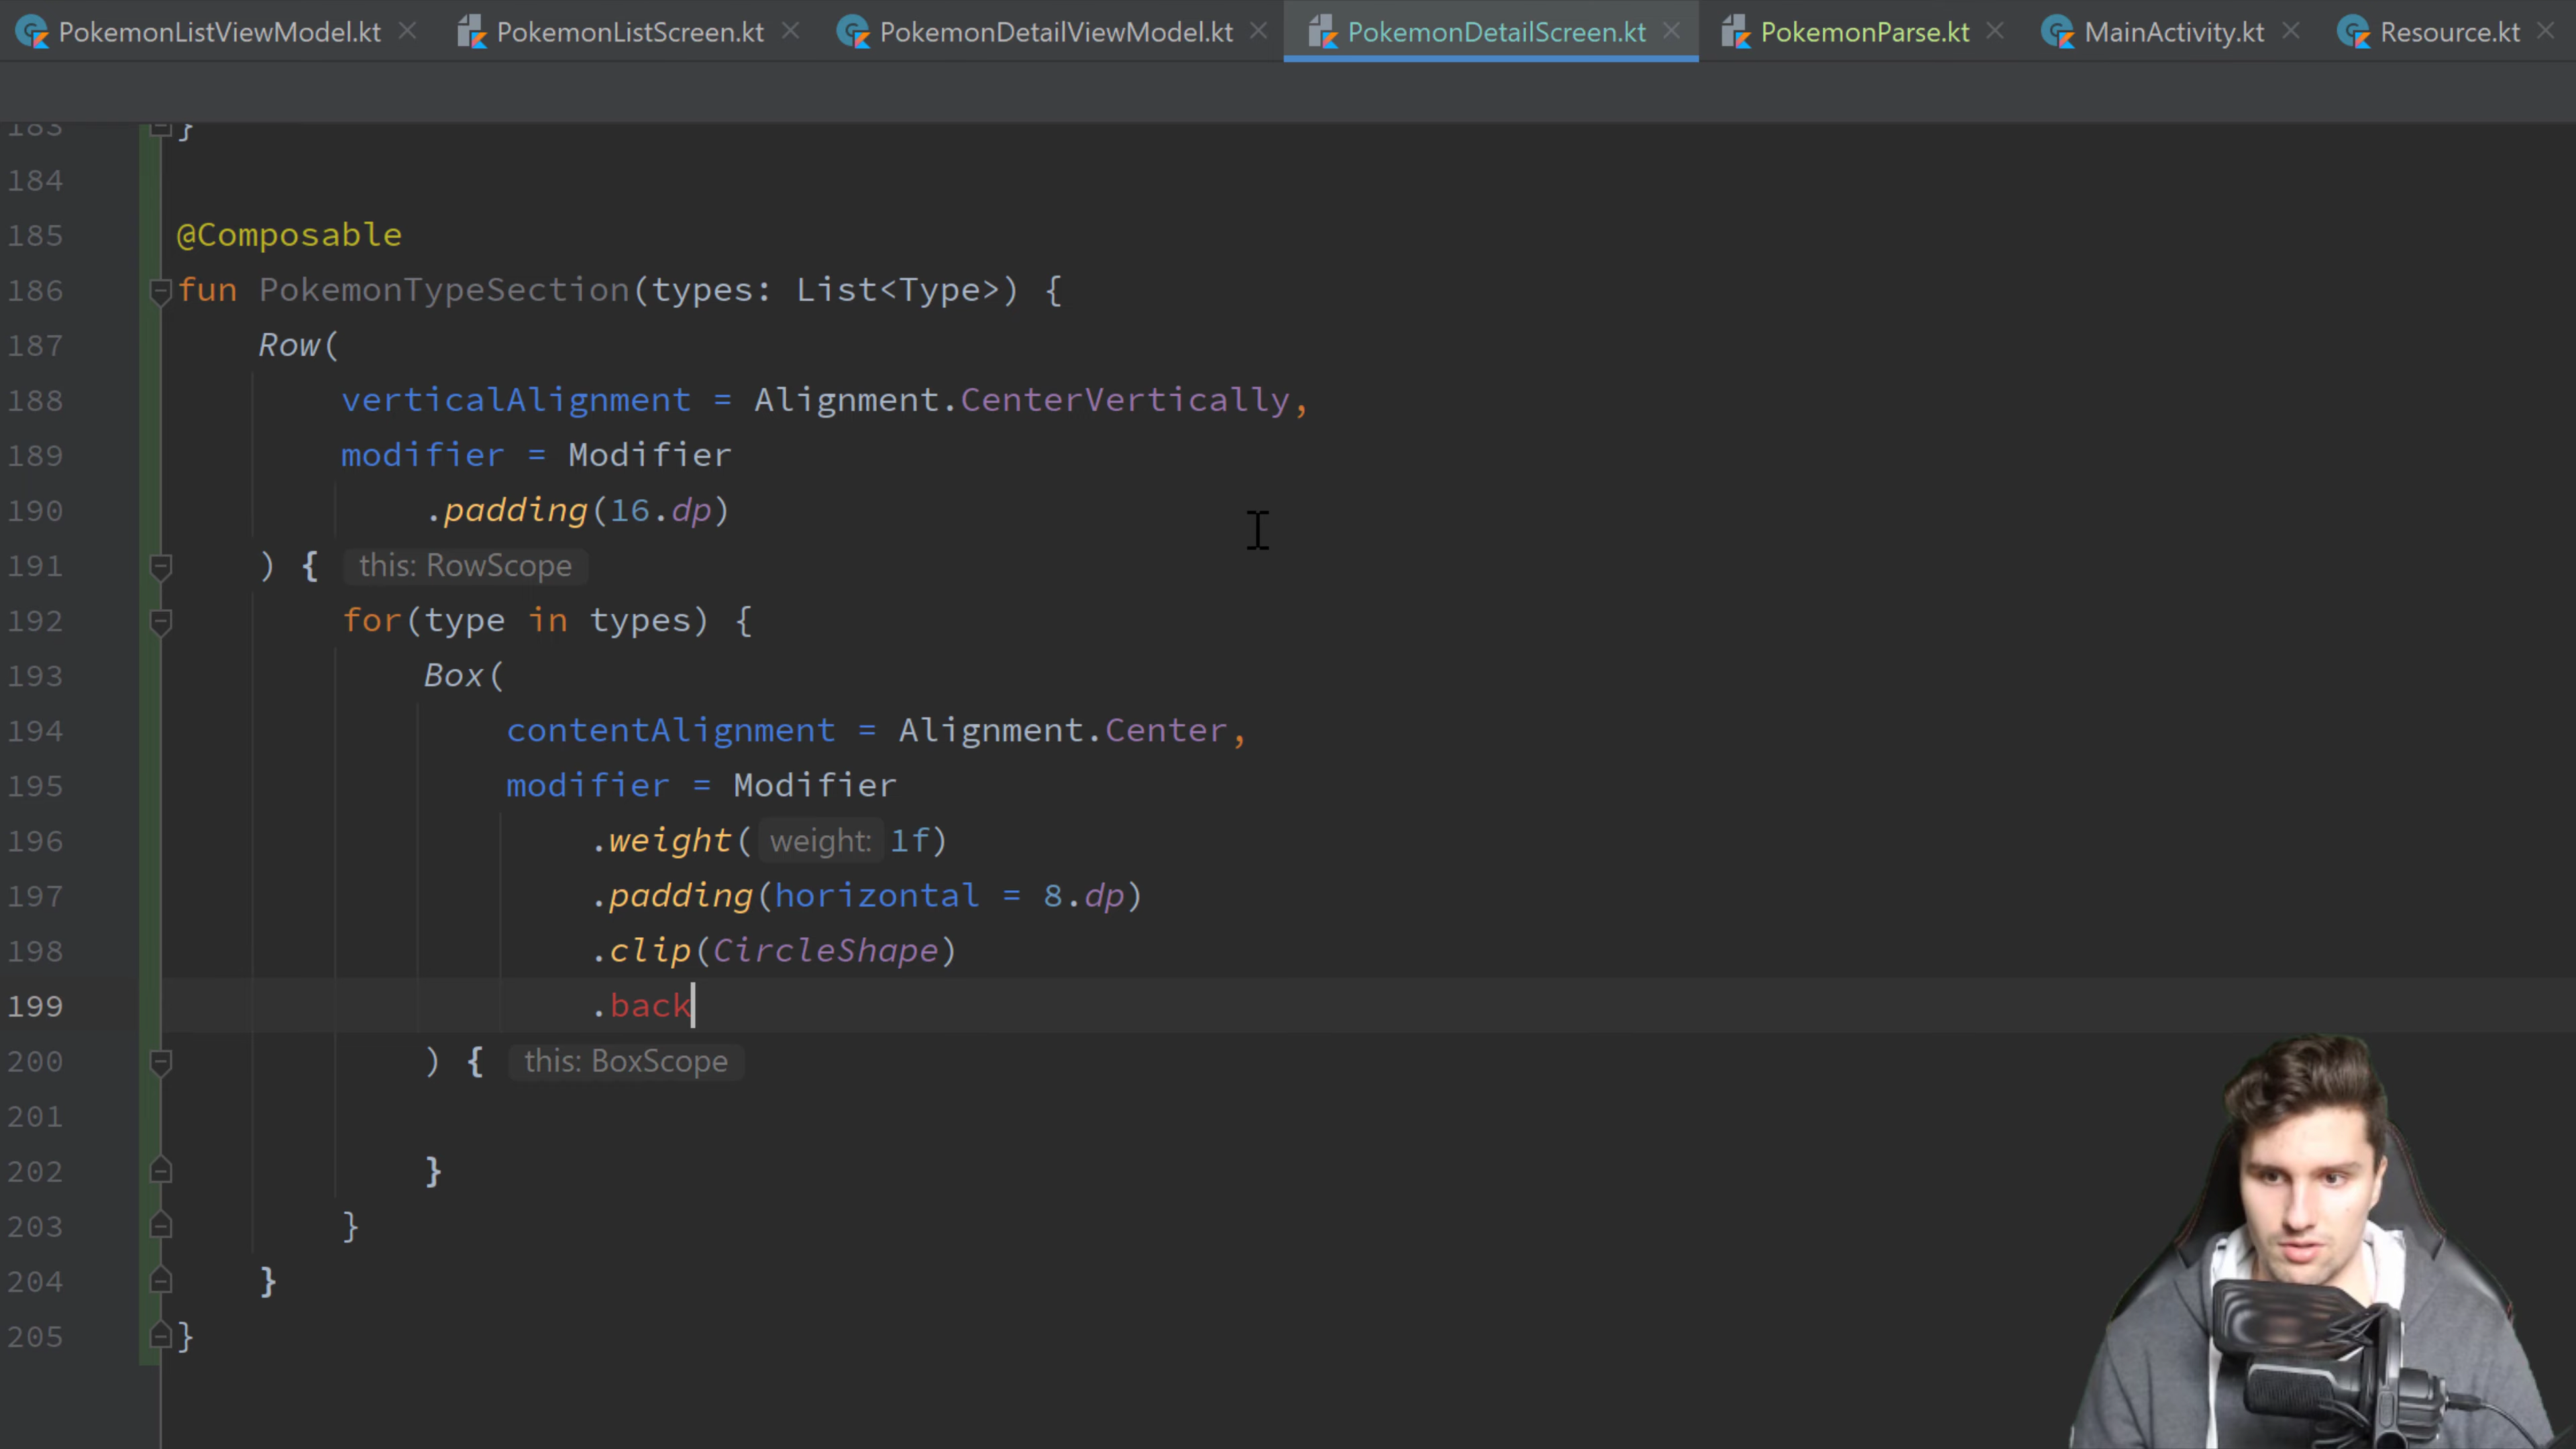 PokemonListViewModel.kt PokemonListScreen.kt PokemonDetailViewModel.kt PokemonDetailScreen.kt PokemonParse.kt MainActivity.kt Resource.kt
183 }
184
185 @Composable
186 fun PokemonTypeSection(types: List<Type>) {
187 Row(
188 verticalAlignment = Alignment.CenterVertically,
189 modifier = Modifier
190 .padding(16.dp)
191 ) { this: RowScope
192 for(type in types) {
193 Box(
194 contentAlignment = Alignment.Center,
195 modifier = Modifier
196 .weight( weight: 1f)
197 .padding(horizontal = 8.dp)
198 .clip(CircleShape)
199 .back
200 ) { this: BoxScope
201
202 }
203 }
204 }
205 }